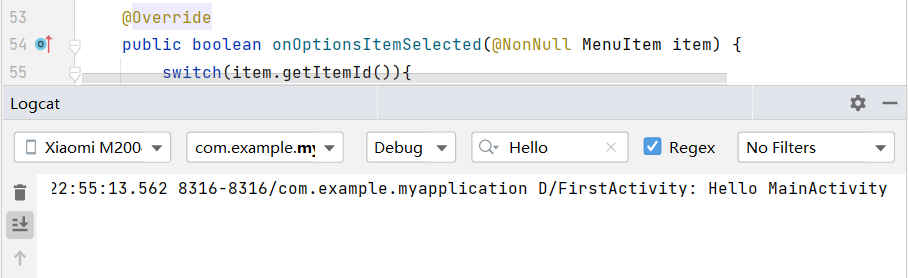 53 @Override
54 public boolean onOptionsItemSelected(@NonNull MenuItem item) {
55 switch(item.getItemId()){
Logcat
Xiaomi M200 com.example.my Debug Hello Regex No Filters
22:55:13.562 8316-8316/com.example.myapplication D/FirstActivity: Hello MainActivity